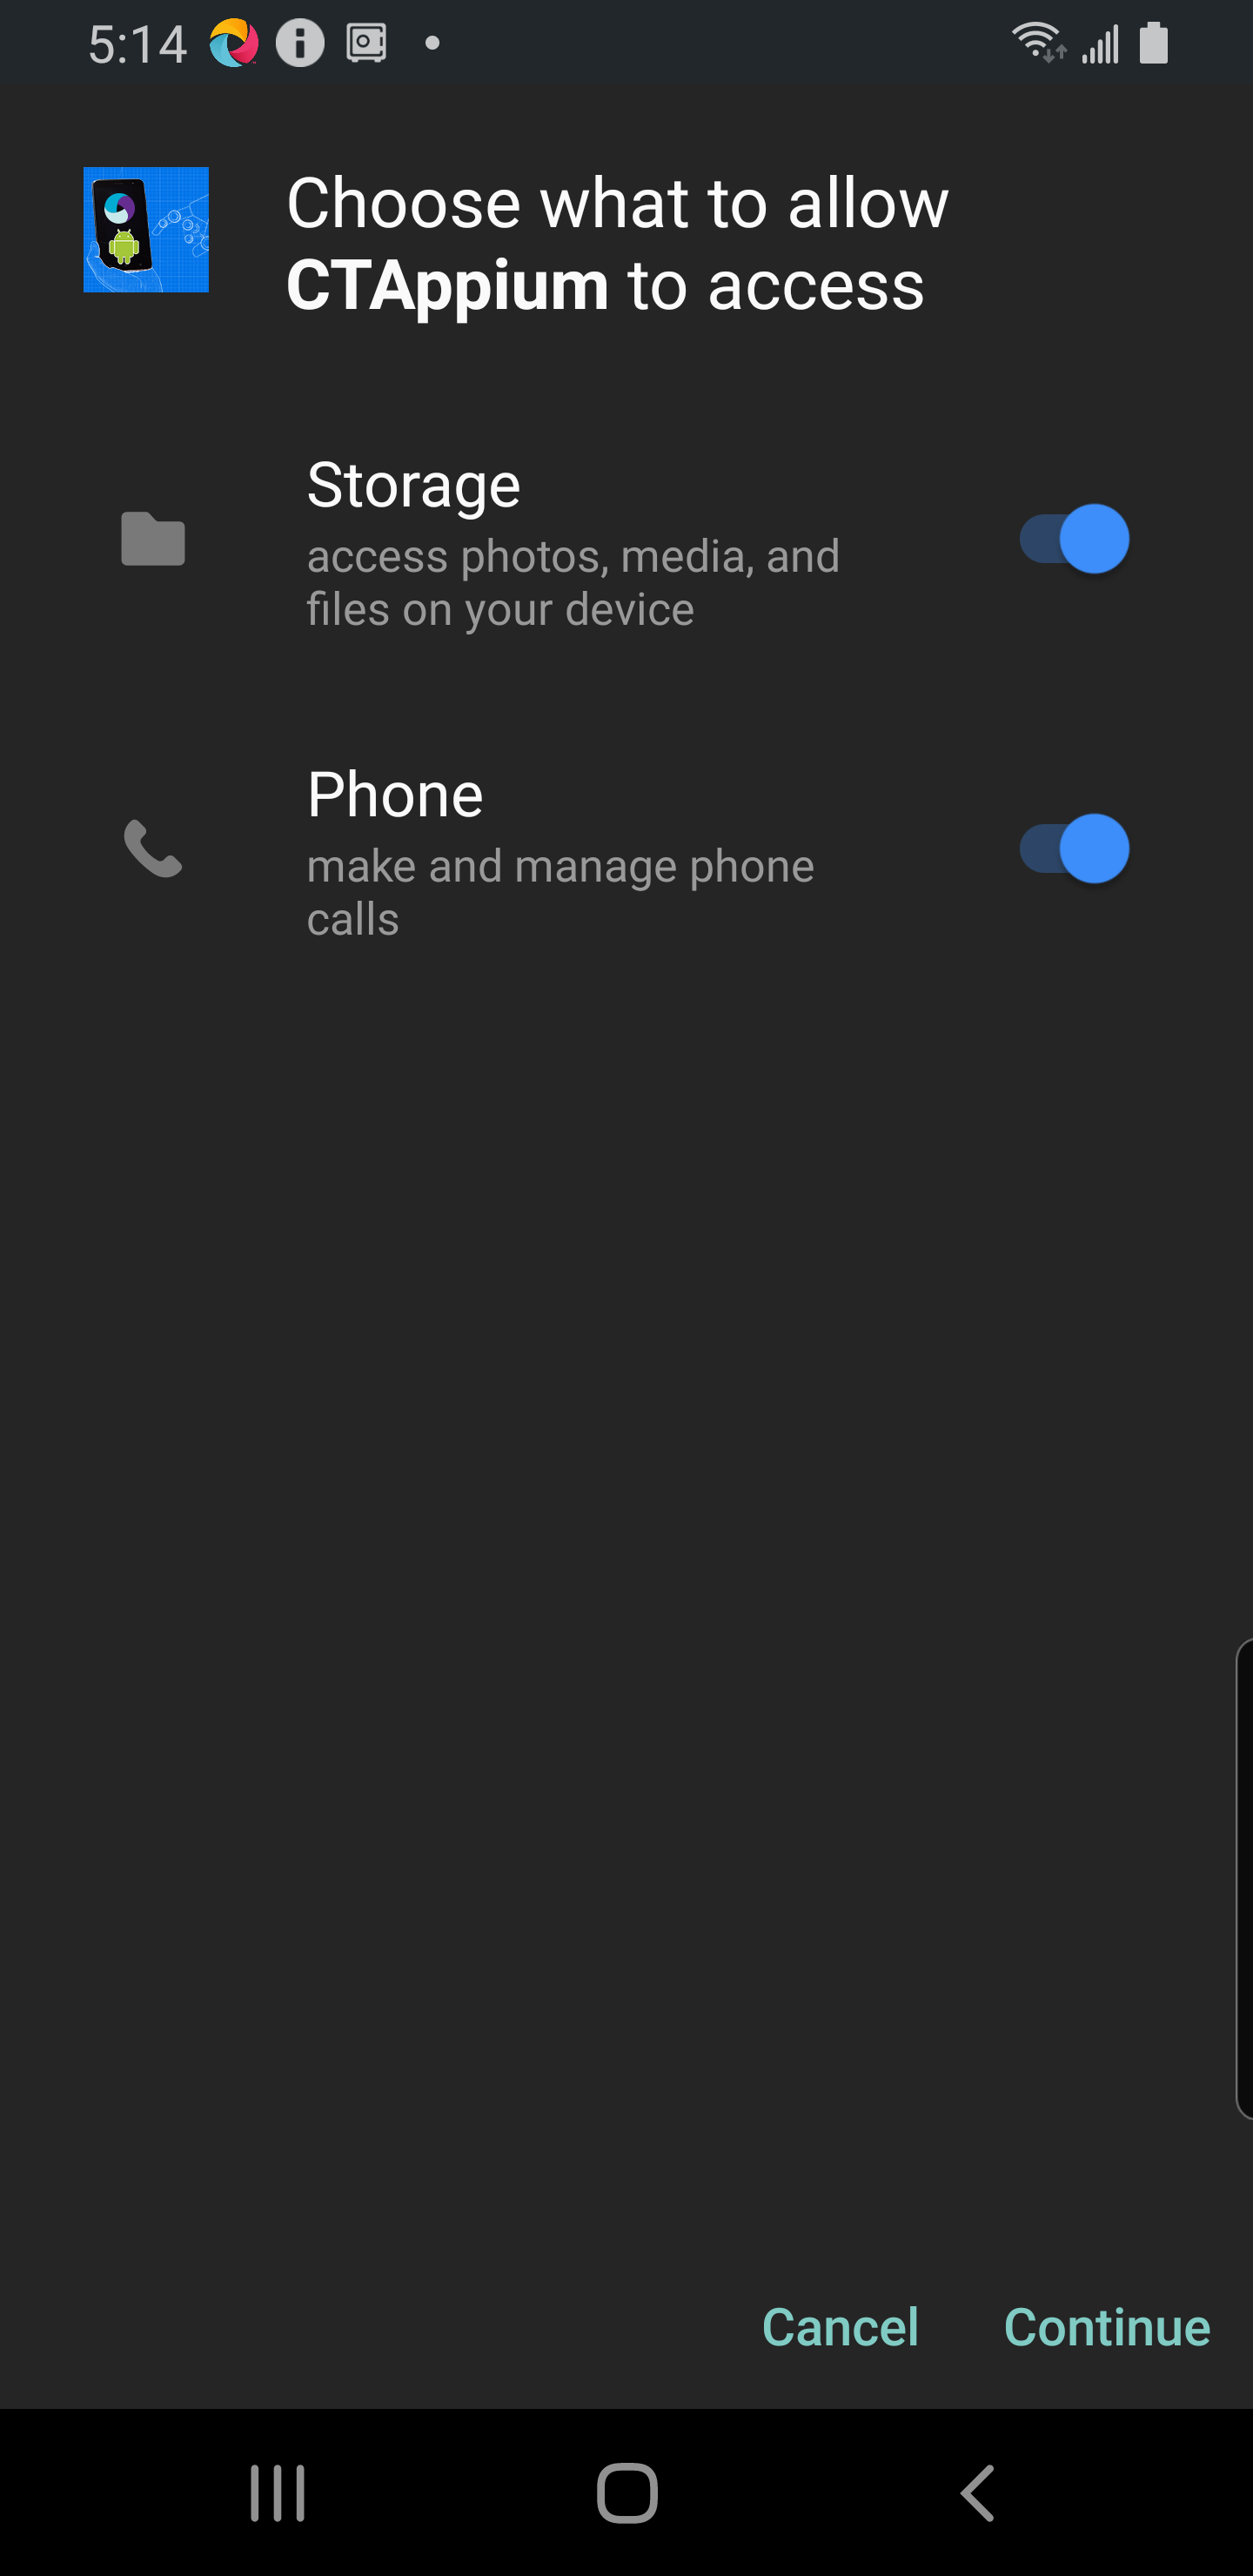 5:14
Choose what to allow
CTAppium to access
Storage
access photos, media, and
files on your device
Phone
make and manage phone
calls
Cancel
Continue